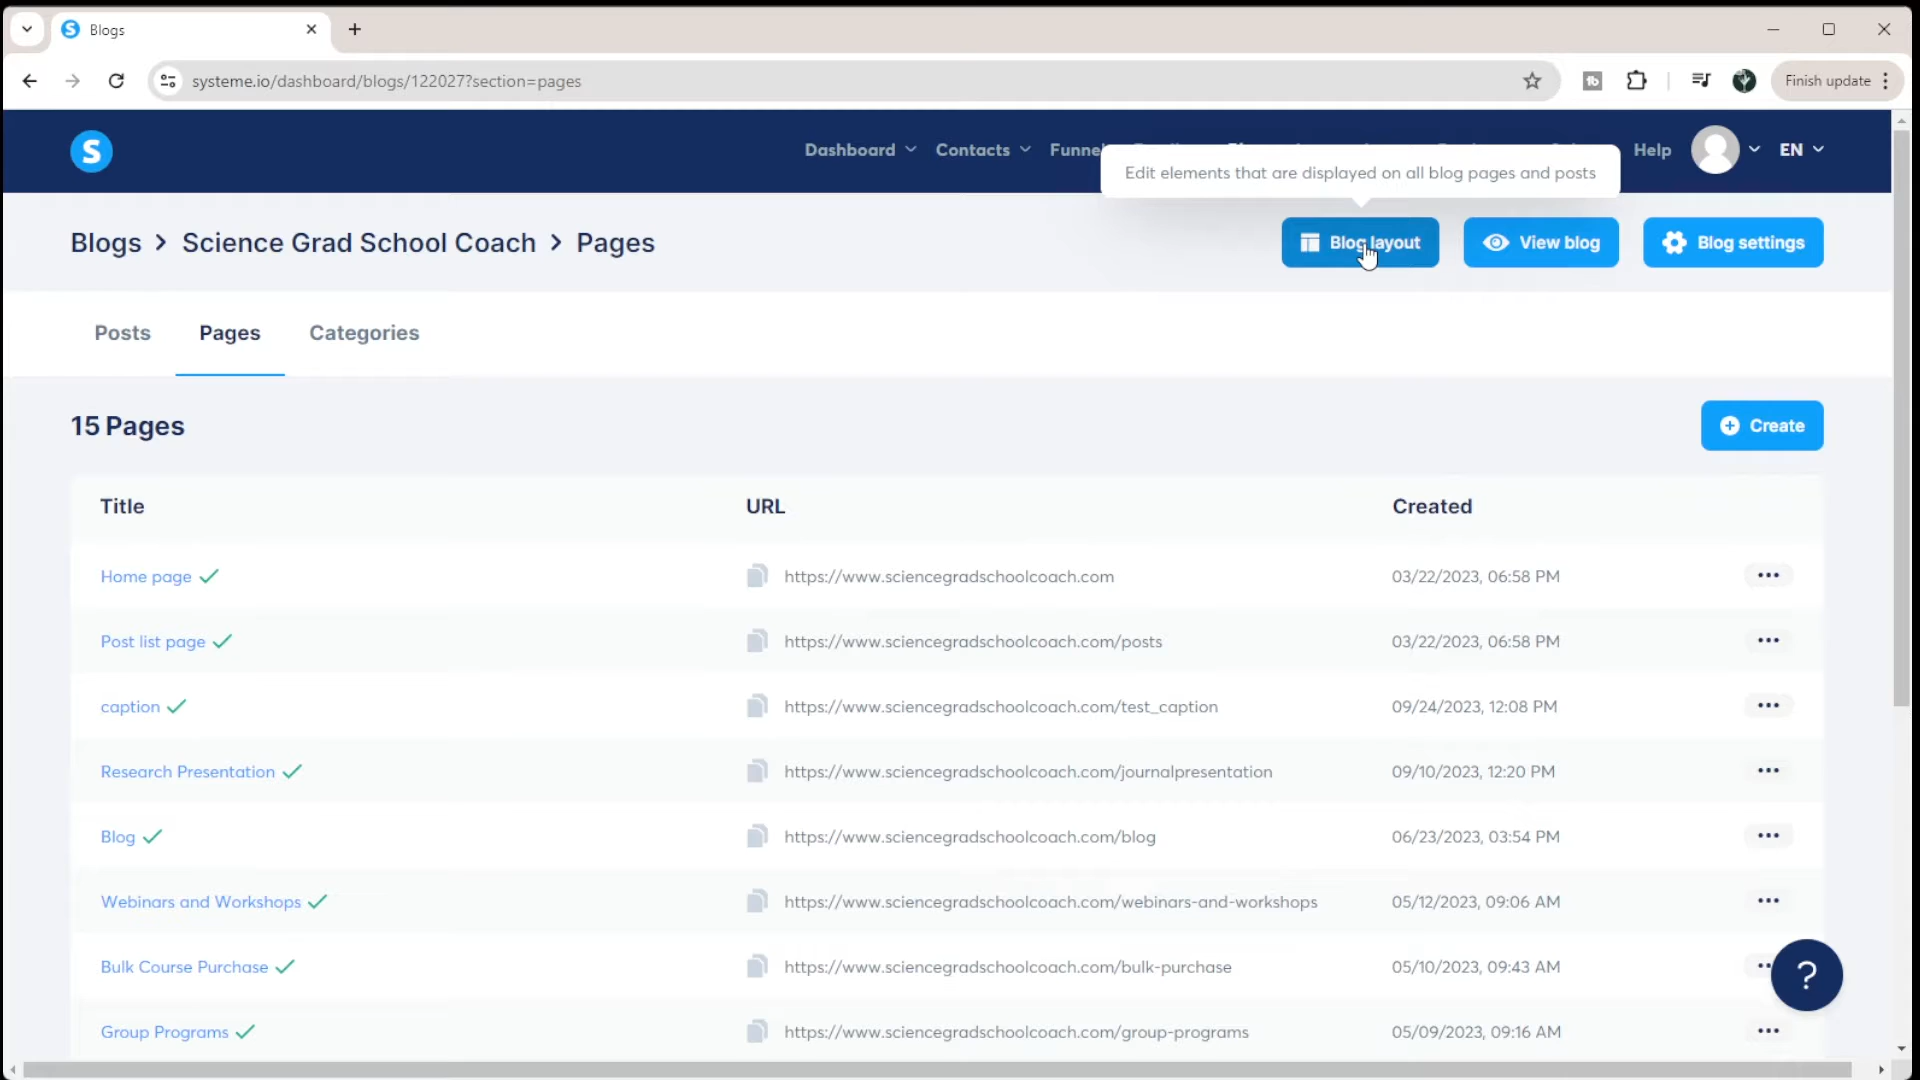 Blogs
systeme.io/dashboard/blogs/122027?section=pages
Finish update
S
Dashboard
Contacts
Help
EN
Edit elements that are displayed on all blog pages and posts
Blogs > Science Grad School Coach > Pages
Blog layout
View blog
Blog settings
Posts
Pages
Categories
15 Pages
Create
Title URL Created
Home page https://www.sciencegradschoolcoach.com 03/22/2023, 06:58 PM
Post list page https://www.sciencegradschoolcoach.com/posts 03/22/2023, 06:58 PM
caption https://www.sciencegradschoolcoach.com/test_caption 09/24/2023, 12:08 PM
Research Presentation https://www.sciencegradschoolcoach.com/journalpresentation 09/10/2023, 12:20 PM
Blog https://www.sciencegradschoolcoach.com/blog 06/23/2023, 03:54 PM
Webinars and Workshops https://www.sciencegradschoolcoach.com/webinars-and-workshops 05/12/2023, 09:06 AM
Bulk Course Purchase https://www.sciencegradschoolcoach.com/bulk-purchase 05/10/2023, 09:43 AM
Group Programs https://www.sciencegradschoolcoach.com/group-programs 05/09/2023, 09:16 AM
?